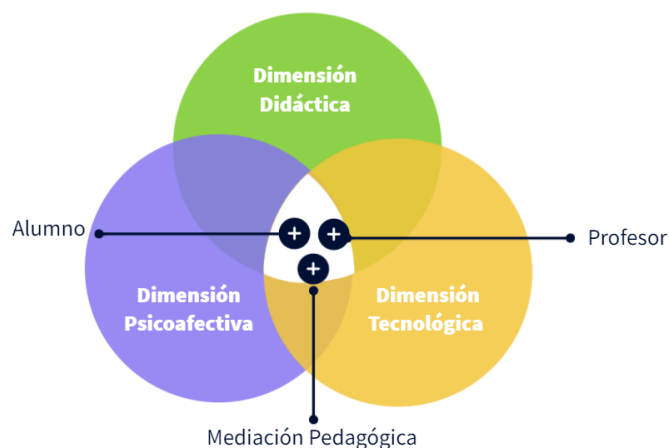 Dimensión
Didáctica
Alumno
Profesor
Dimensión
Psicoafectiva
Dimensión
Tecnológica
Mediación Pedagógica